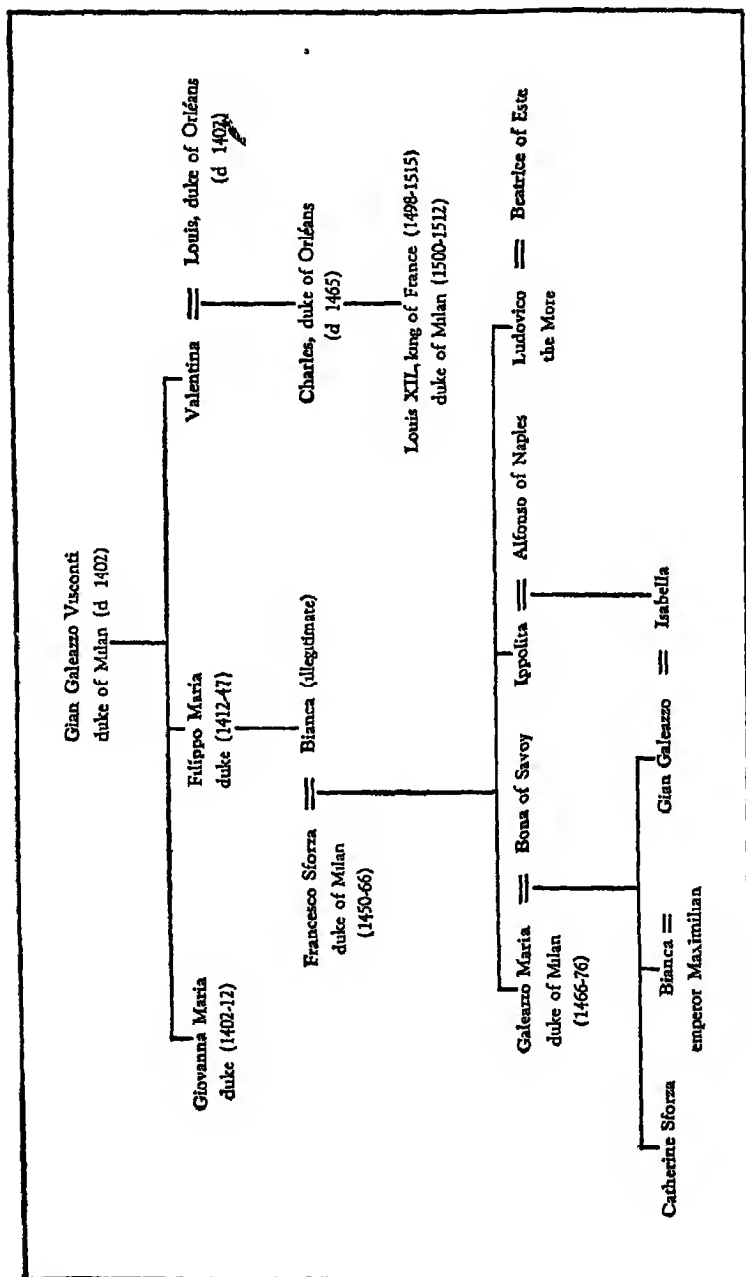 Gian Galeazzo Visconti
duke of Milan (d 1402)
Giovanna Maria
duke (1402-12)
Filippo Maria
duke (1412-47)
Valentina = Louis, duke of Orléans
(d 1407)
Francesco Sforza = Bianca (illegitimate)
duke of Milan
(1450-66)
Charles, duke of Orléans
(d 1465)
Louis XII, king of France (1498-1515)
duke of Milan (1500-1512)
Galeazzo Maria = Bona of Savoy
duke of Milan
(1466-76)
Ippolita = Alfonso of Naples
Ludovico = Beatrice of Este
the More
Catherine Sforza
Bianca =
emperor Maximilian
Gian Galeazzo = Isabella